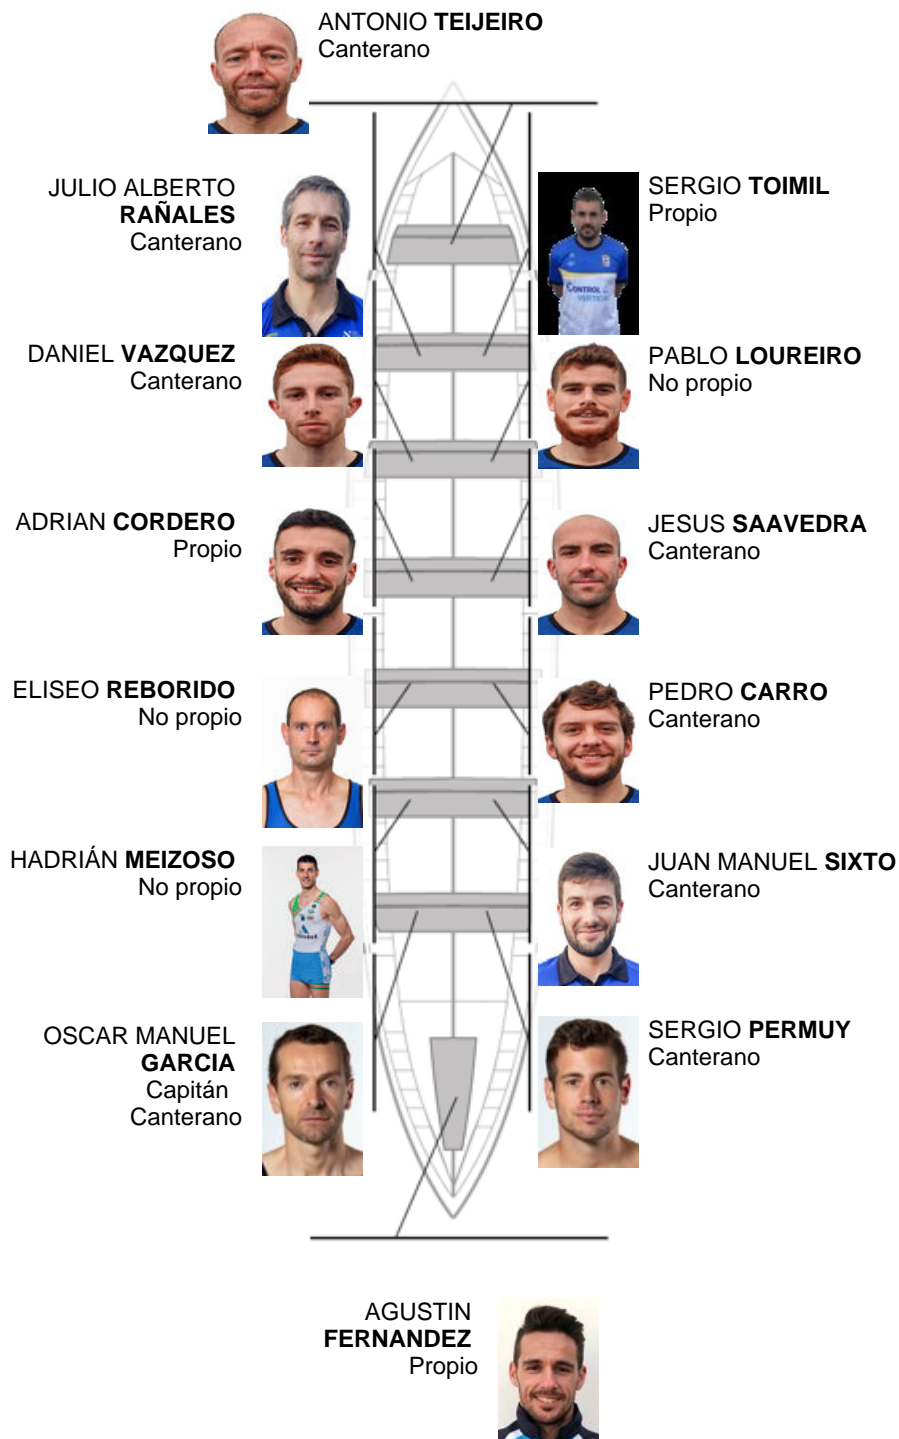 ANTONIO TEIJEIRO
Canterano
JULIO ALBERTO
RAÑALES
Canterano
SERGIO TOIMIL
Propio
CONTROL
VERTICAL
DANIEL VAZQUEZ
Canterano
PABLO LOUREIRO
No propio
ADRIAN CORDERO
Propio
JESUS SAAVEDRA
Canterano
ELISEO REBORIDO
No propio
PEDRO CARRO
Canterano
HADRIÁN MEIZOSO
No propio
JUAN MANUEL SIXTO
Canterano
OSCAR MANUEL
GARCIA
Capitán
Canterano
SERGIO PERMUY
Canterano
AGUSTIN
FERNANDEZ
Propio